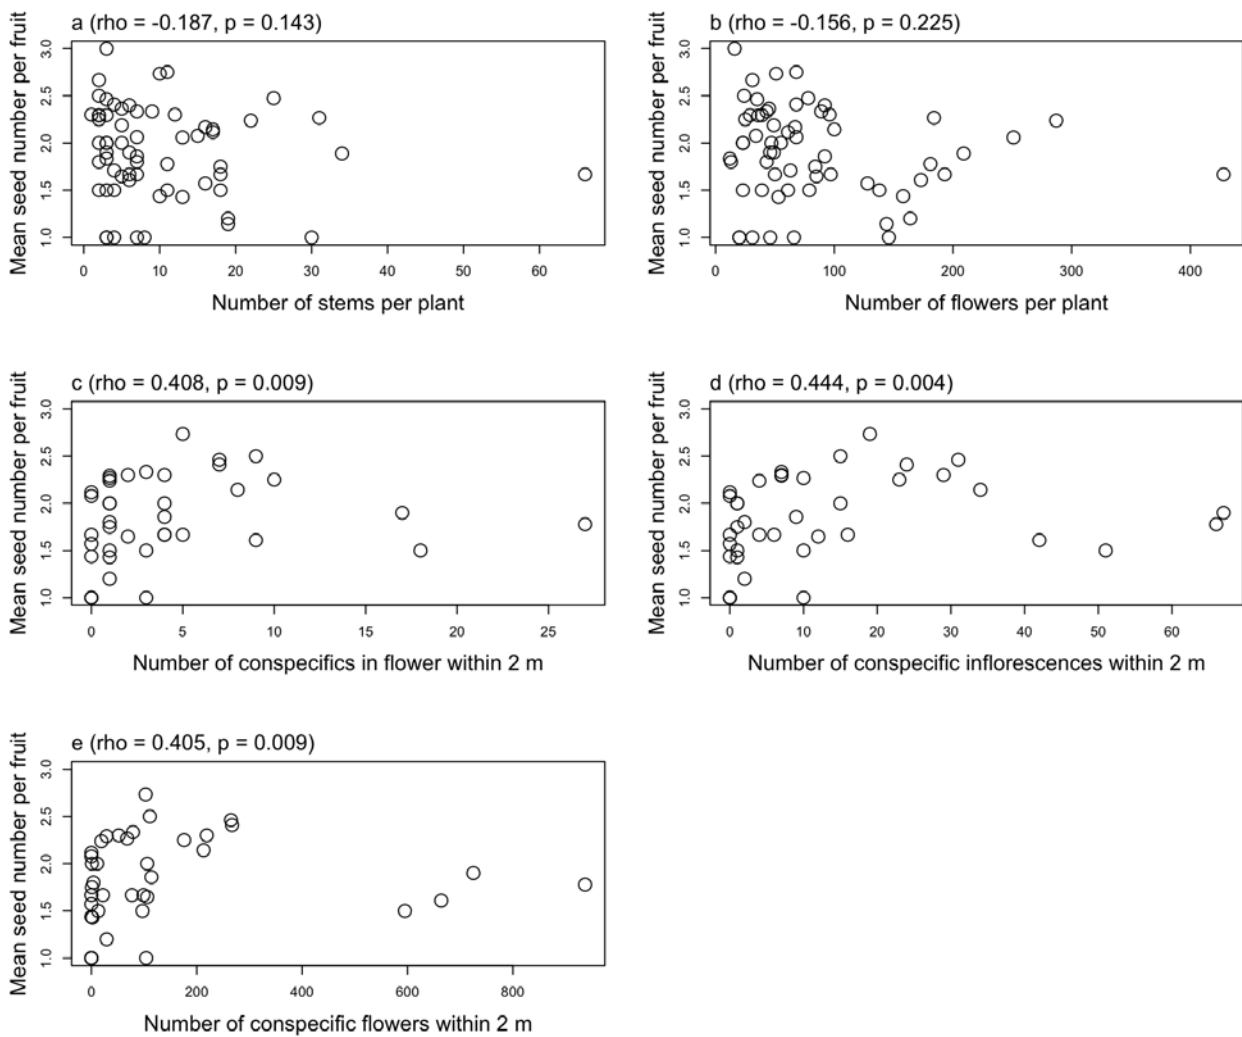 a (rho = -0.187, p = 0.143)
Mean seed number per fruit
3.0
2.5
2.0
1.5
1.0
0 10 20 30 40 50 60
Number of stems per plant
b (rho = -0.156, p = 0.225)
Mean seed number per fruit
3.0
2.5
2.0
1.5
1.0
0 100 200 300 400
Number of flowers per plant
c (rho = 0.408, p = 0.009)
Mean seed number per fruit
3.0
2.5
2.0
1.5
1.0
0 5 10 15 20 25
Number of conspecifics in flower within 2 m
d (rho = 0.444, p = 0.004)
Mean seed number per fruit
3.0
2.5
2.0
1.5
1.0
0 10 20 30 40 50 60
Number of conspecific inflorescences within 2 m
e (rho = 0.405, p = 0.009)
Mean seed number per fruit
3.0
2.5
2.0
1.5
1.0
0 200 400 600 800
Number of conspecific flowers within 2 m